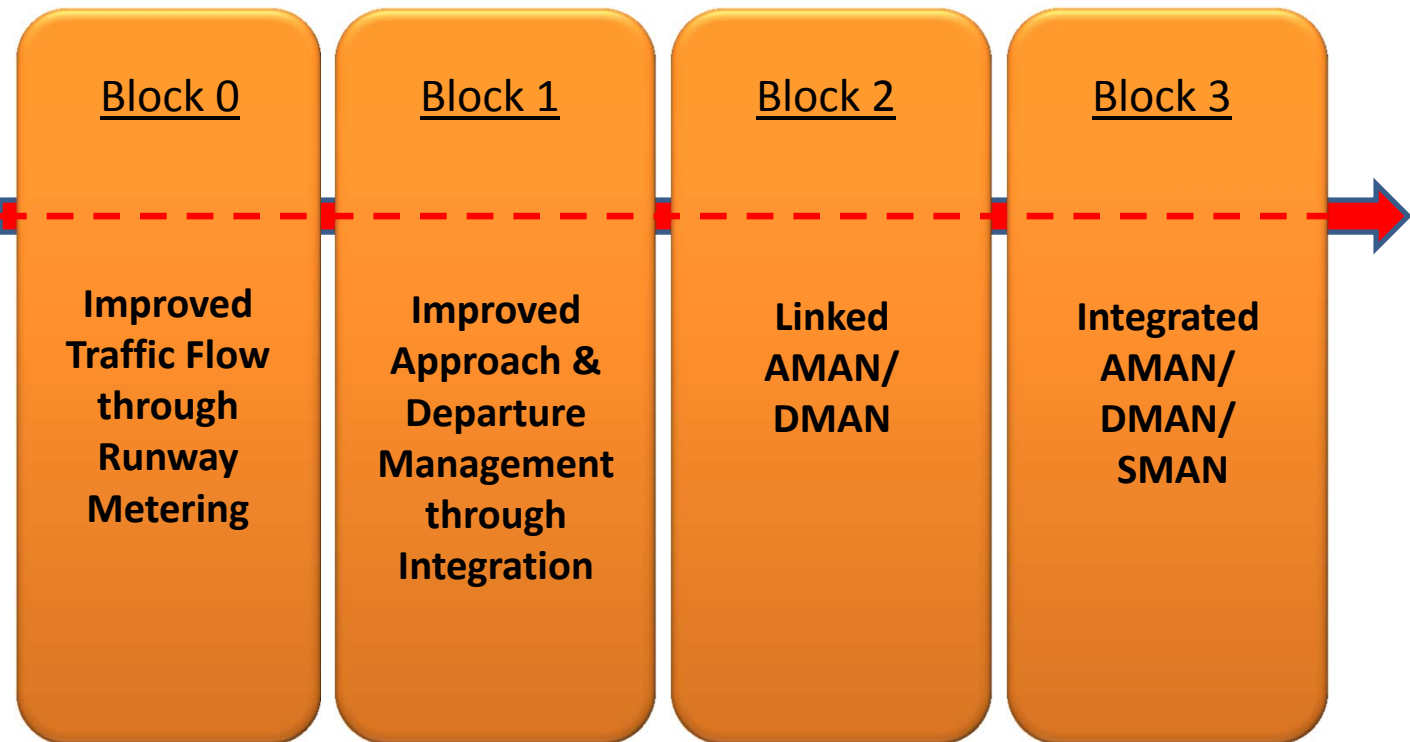 Block 0
Improved
Traffic Flow
through
Runway
Metering
Block 1
Improved
Approach &
Departure
Management
through
Integration
Block 2
Linked
AMAN/
DMAN
Block 3
Integrated
AMAN/
DMAN/
SMAN